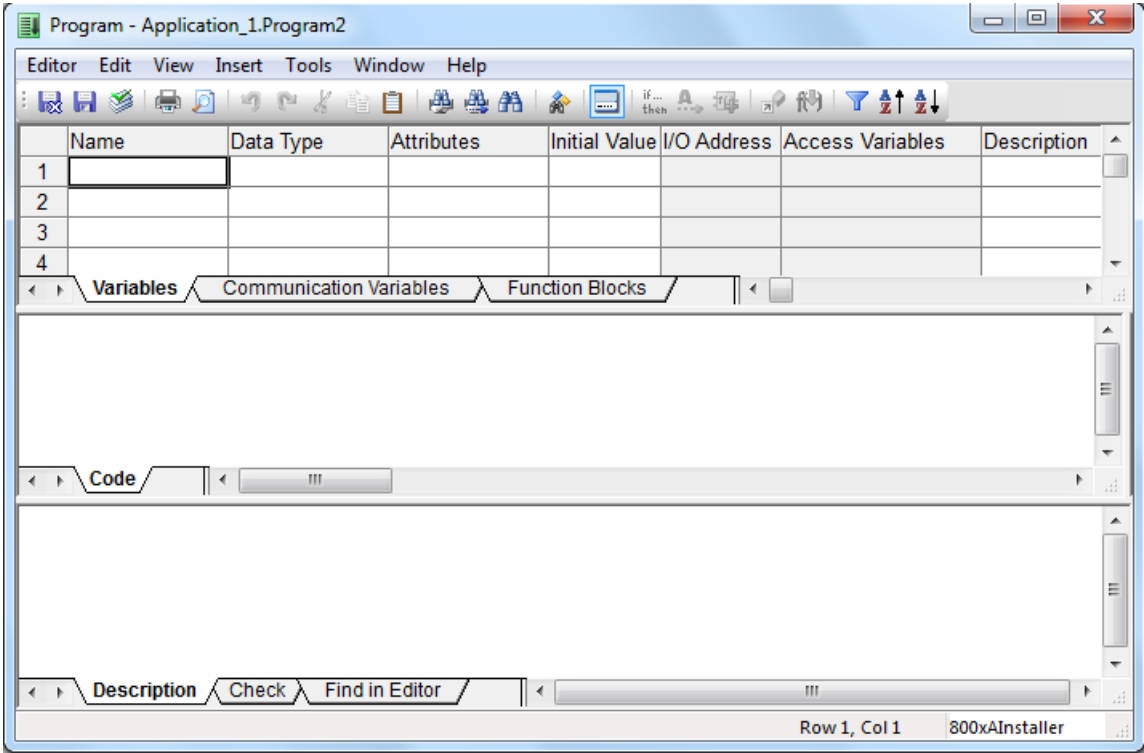 Program - Application_1.Program2
Editor Edit View Insert Tools Window Help
if... then
Name Data Type Attributes Initial Value I/O Address Access Variables Description
1
2
3
4
Variables Communication Variables Function Blocks
Code
Description Check Find in Editor
Row 1, Col 1 800xAInstaller